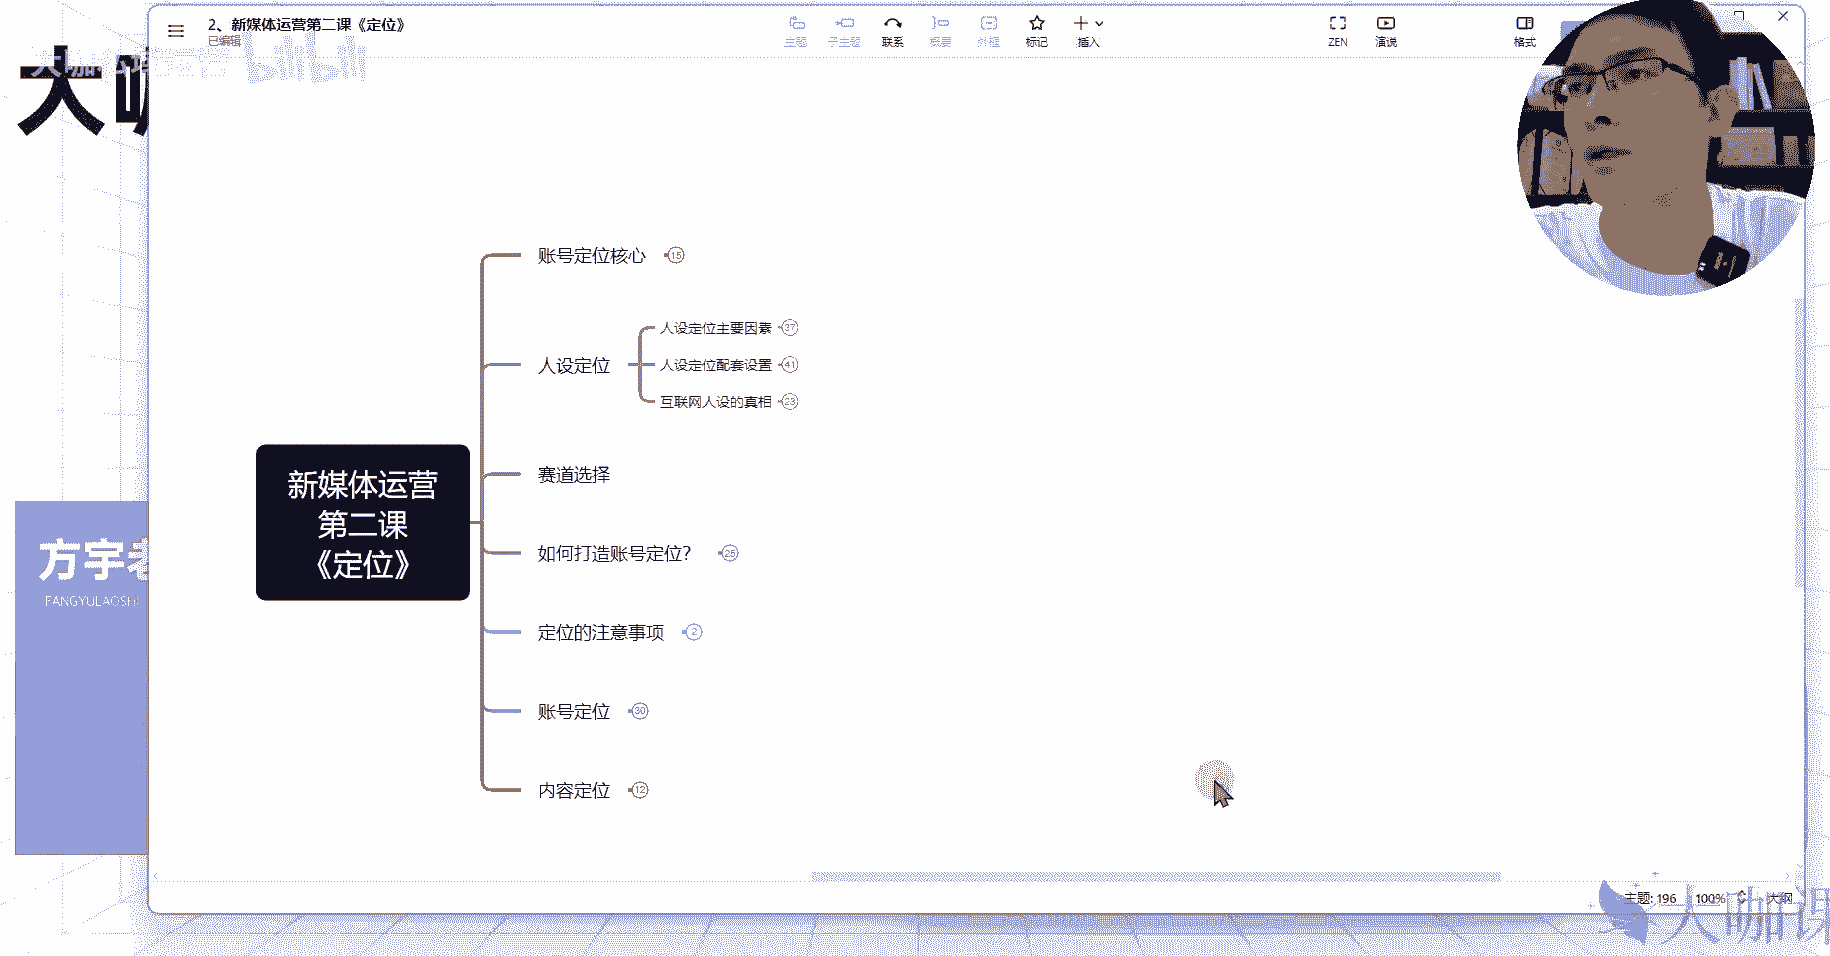 2、新媒体运营第二课《定位》
已编辑
主题
子主题
联系
概要
外框
标记
插入
ZEN
演说
格式
bilibili
大咖
账号定位核心
15
人设定位
人设定位主要因素
37
人设定位配套设置
41
互联网人设的真相
23
赛道选择
新媒体运营
第二课
《定位》
如何打造账号定位？
25
定位的注意事项
2
账号定位
30
内容定位
12
方宇老
FANGYULAOSHI
主题: 196
100%
大纲
大咖课